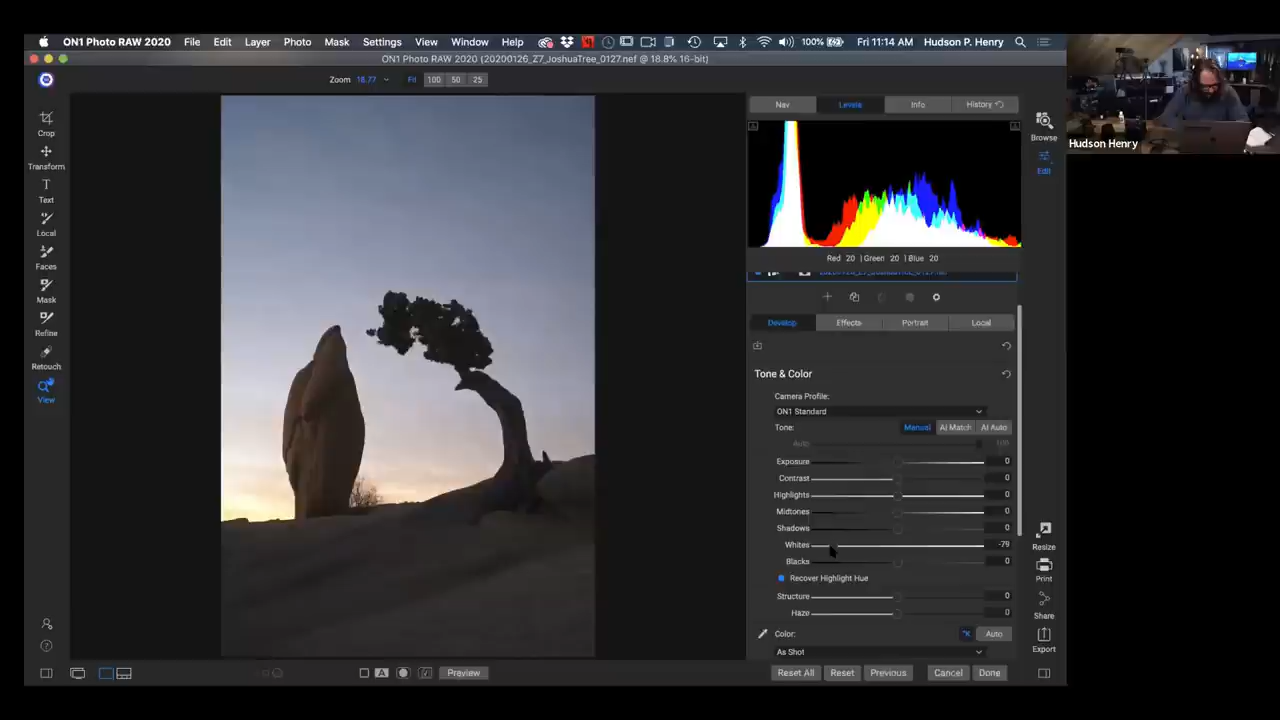 ON1 Photo RAW 2020 File Edit Layer Photo Mask Settings View Window Help 100% Fri 11:14 AM Hudson P. Henry
ON1 Photo RAW 2020 (20200126_Z7_JoshuaTree_0127.nef @ 18.8% 16-bit)
Zoom 18.77 Fit 100 50 25
Nav Levels Info History
Hudson Henry
Crop
Transform
Text
Local
Faces
Mask
Refine
Retouch
View
Browse
Edit
Red 20 | Green 20 | Blue 20
20200126_Z7_JoshuaTree_0127.nef
Develop Effects Portrait Local
Tone & Color
Camera Profile:
ON1 Standard
Tone: Manual AI Match AI Auto
Auto 100
Exposure 0
Contrast 0
Highlights 0
Midtones 0
Shadows 0
Whites -79
Blacks 0
Recover Highlight Hue
Structure 0
Haze 0
Color: °K Auto
As Shot
Resize
Print
Share
Export
A Preview
Reset All Reset Previous Cancel Done